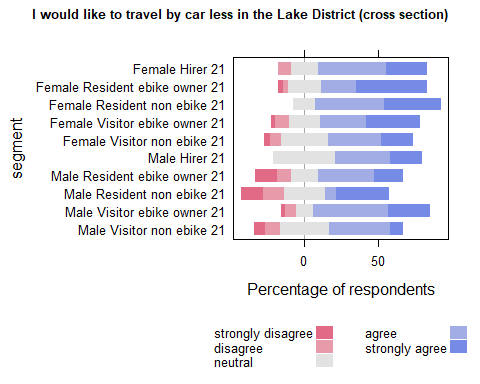 I would like to travel by car less in the Lake District (cross section)
segment
Female Hirer 21
Female Resident ebike owner 21
Female Resident non ebike 21
Female Visitor ebike owner 21
Female Visitor non ebike 21
Male Hirer 21
Male Resident ebike owner 21
Male Resident non ebike 21
Male Visitor ebike owner 21
Male Visitor non ebike 21
0 50
Percentage of respondents
strongly disagree agree
disagree strongly agree
neutral